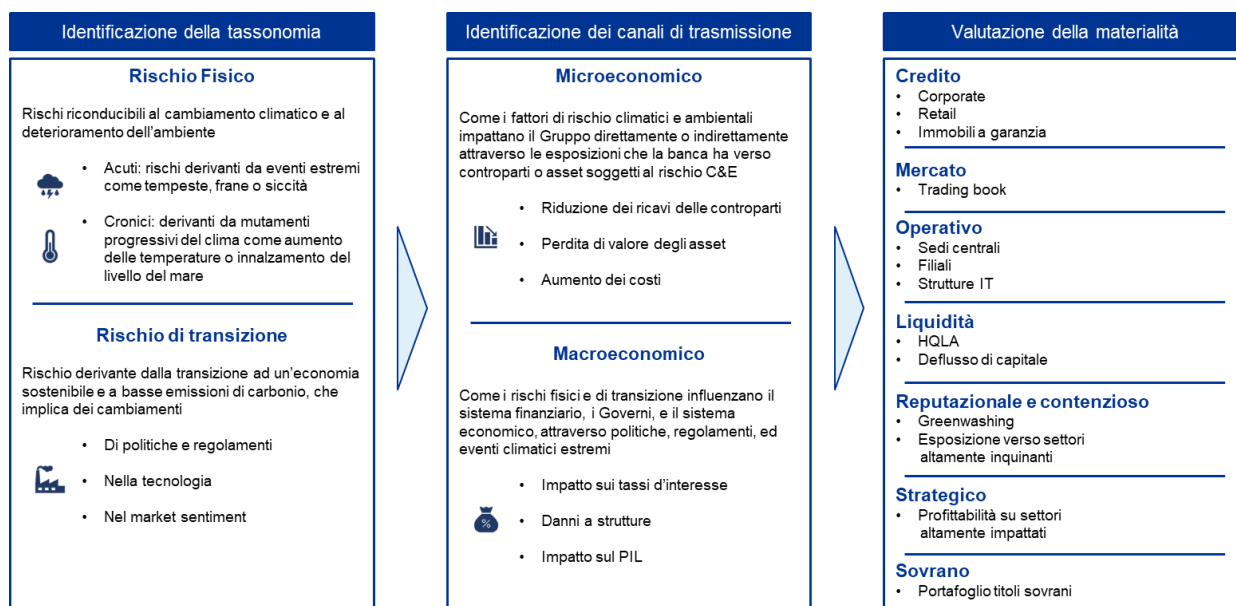 Identificazione della tassonomia
Rischio Fisico
Rischi riconducibili al cambiamento climatico e al
deterioramento dell'ambiente
• Acuti: rischi derivanti da eventi estremi
come tempeste, frane o siccità
• Cronici: derivanti da mutamenti
progressivi del clima come aumento
delle temperature o innalzamento del
livello del mare
Rischio di transizione
Rischio derivante dalla transizione ad un'economia
sostenibile e a basse emissioni di carbonio, che
implica dei cambiamenti
• Di politiche e regolamenti
• Nella tecnologia
• Nel market sentiment
Identificazione dei canali di trasmissione
Microeconomico
Come i fattori di rischio climatici e ambientali
impattano il Gruppo direttamente o indirettamente
attraverso le esposizioni che la banca ha verso
controparti o asset soggetti al rischio C&E
• Riduzione dei ricavi delle controparti
• Perdita di valore degli asset
• Aumento dei costi
Macroeconomico
Come i rischi fisici e di transizione influenzano il
sistema finanziario, i Governi, e il sistema
economico, attraverso politiche, regolamenti, ed
eventi climatici estremi
• Impatto sui tassi d'interesse
%
• Danni a strutture
• Impatto sul PIL
Valutazione della materialità
Credito
• Corporate
• Retail
• Immobili a garanzia
Mercato
• Trading book
Operativo
• Sedi centrali
• Filiali
• Strutture IT
Liquidità
• HQLA
• Deflusso di capitale
Reputazionale e contenzioso
• Greenwashing
• Esposizione verso settori
altamente inquinanti
Strategico
• Profittabilità su settori
altamente impattati
Sovrano
• Portafoglio titoli sovrani